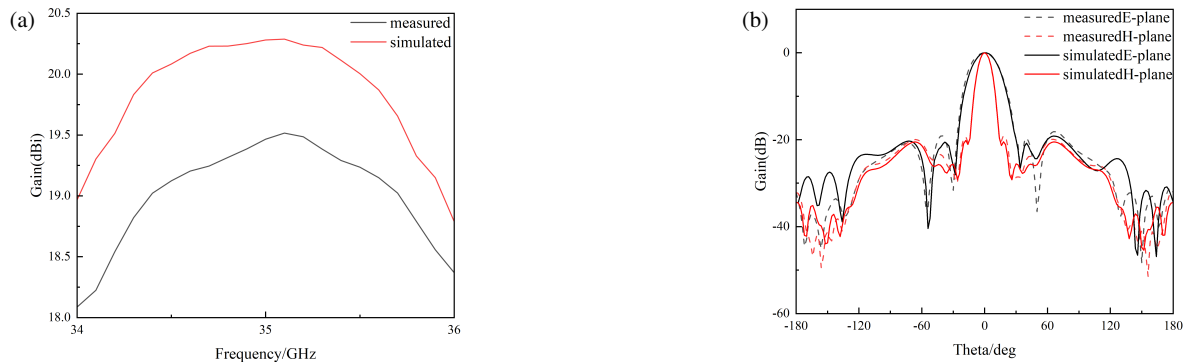 (a)
measured
simulated
20.5
20.0
19.5
19.0
18.5
18.0
Gain(dBi)
34
35
36
Frequency/GHz
(b)
measuredE-plane
measuredH-plane
simulatedE-plane
simulatedH-plane
0
-20
-40
-60
Gain(dB)
-180
-120
-60
0
60
120
180
Theta/deg